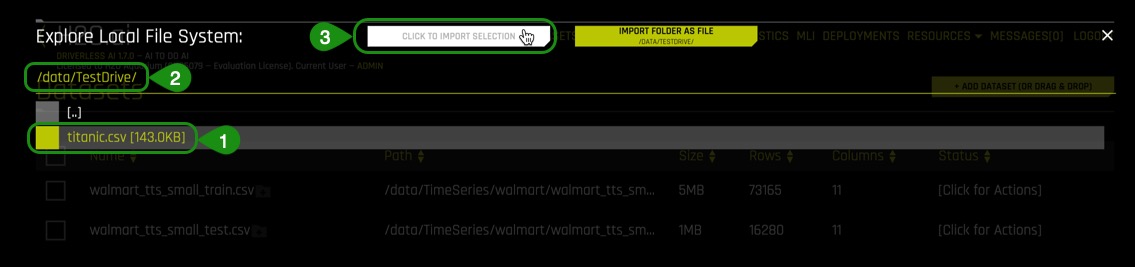 Explore Local File System:
3
CLICK TO IMPORT SELECTION
IMPORT FOLDER AS FILE
/DATA/TESTDRIVE/
MLI DEPLOYMENTS RESOURCES MESSAGES[0]
DRIVERLESS AI 1.7.0 – AI TO DO AI
Evaluation License]. Current User – ADMIN
/data/TestDrive/
2
Datasets
+ ADD DATASET (OR DRAG & DROP)
[..]
titanic.csv [143.0KB]
1
Name Path Size Rows Columns Status
walmart_tts_small_train.csv /data/TimeSeries/walmart/walmart_tts_sm... 5MB 73165 11 [Click for Actions]
walmart_tts_small_test.csv /data/TimeSeries/walmart/walmart_tts_sm... 1MB 16280 11 [Click for Actions]